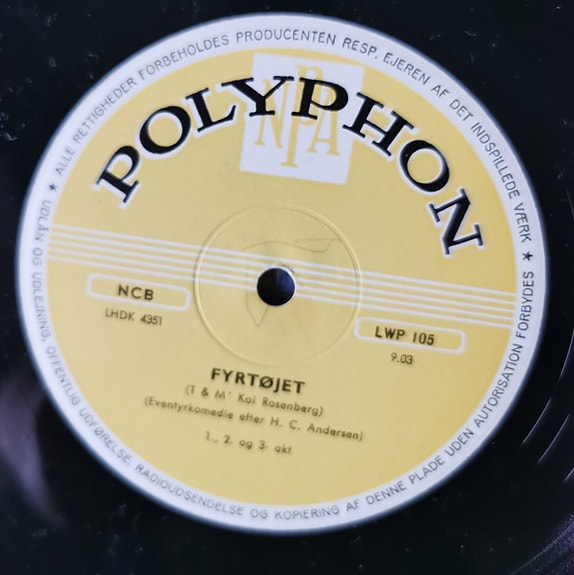 ★ ALLE RETTIGHEDER FORBEHOLDES PRODUCENTEN RESP. EJEREN AF DET INDSPILLEDE VÆRK ★
UDLÅN OG UDLEJNING, OFFENTLIG UDFØRELSE, RADIOUDSENDELSE OG KOPIERING AF DENNE PLADE UDEN AUTORISATION FORBYDES
NPA
POLYPHON
NCB
LHDK 4351
LWP 105
9.03
FYRTØJET
(T & M: Kai Rosenberg)
(Eventyrkomedie efter H. C. Andersen)
1., 2. og 3. akt